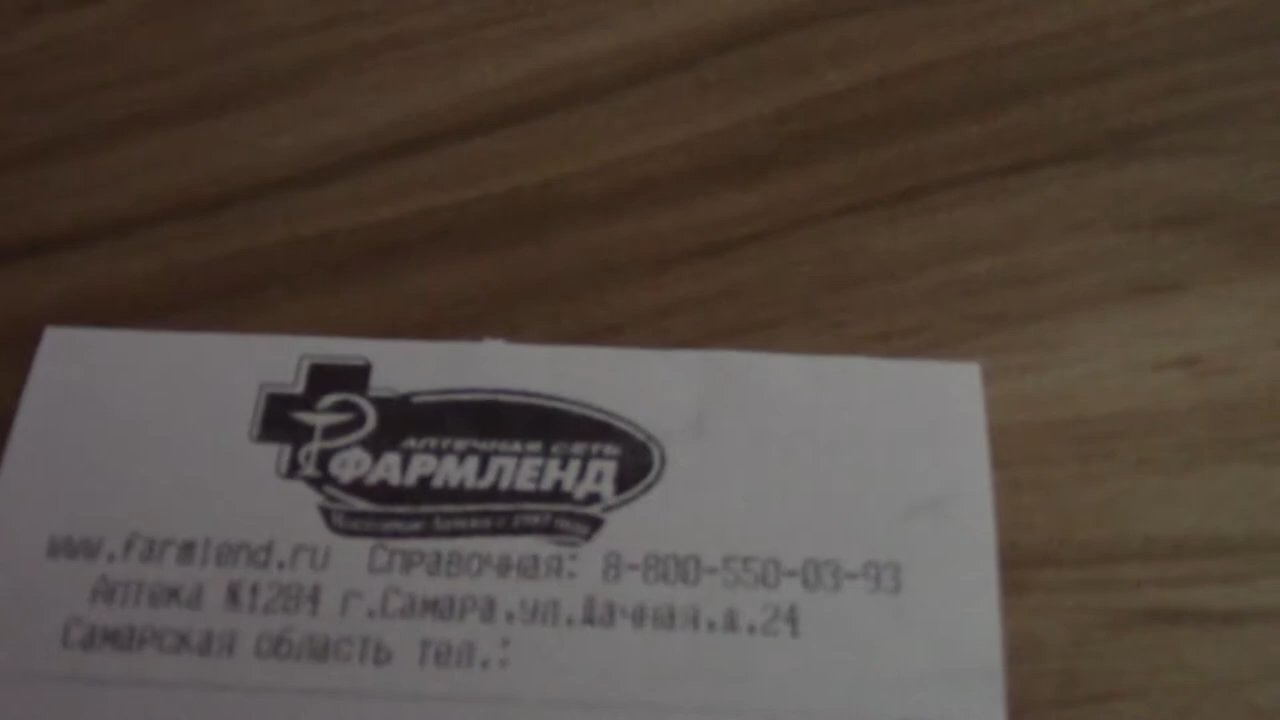 АПТЕЧНАЯ СЕТЬ
ФАРМЛЕНД
www.farmlend.ru Справочная: 8-800-550-03-93
Аптека №1284 г.Самара.ул.Дачная.д.24
Самарская область тел.: